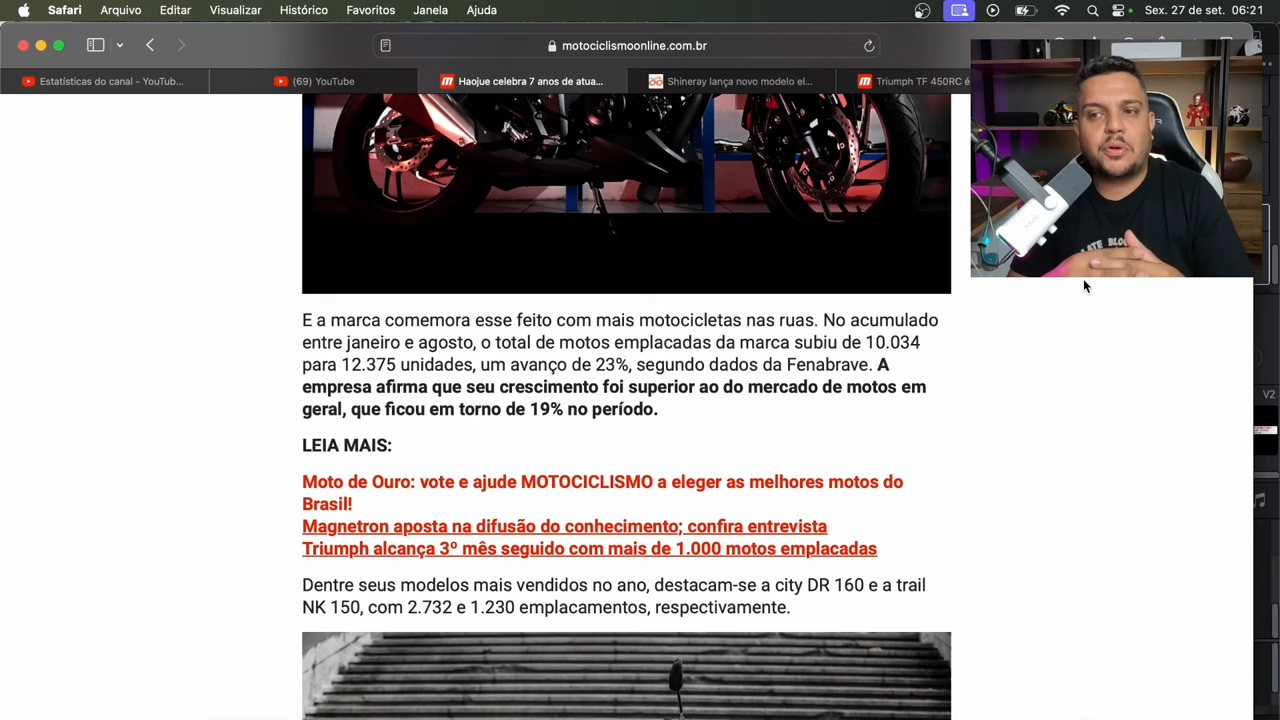 Safari Arquivo Editar Visualizar Histórico Favoritos Janela Ajuda
Sex. 27 de set. 06:21
motociclismoonline.com.br
Estatísticas do canal - YouTub...
(69) YouTube
Haojue celebra 7 anos de atua...
Shineray lança novo modelo el...
Triumph TF 450RC é
E a marca comemora esse feito com mais motocicletas nas ruas. No acumulado
entre janeiro e agosto, o total de motos emplacadas da marca subiu de 10.034
para 12.375 unidades, um avanço de 23%, segundo dados da Fenabrave. A
empresa afirma que seu crescimento foi superior ao do mercado de motos em
geral, que ficou em torno de 19% no período.
LEIA MAIS:
Moto de Ouro: vote e ajude MOTOCICLISMO a eleger as melhores motos do
Brasil!
Magnetron aposta na difusão do conhecimento; confira entrevista
Triumph alcança 3º mês seguido com mais de 1.000 motos emplacadas
Dentre seus modelos mais vendidos no ano, destacam-se a city DR 160 e a trail
NK 150, com 2.732 e 1.230 emplacamentos, respectivamente.
V2